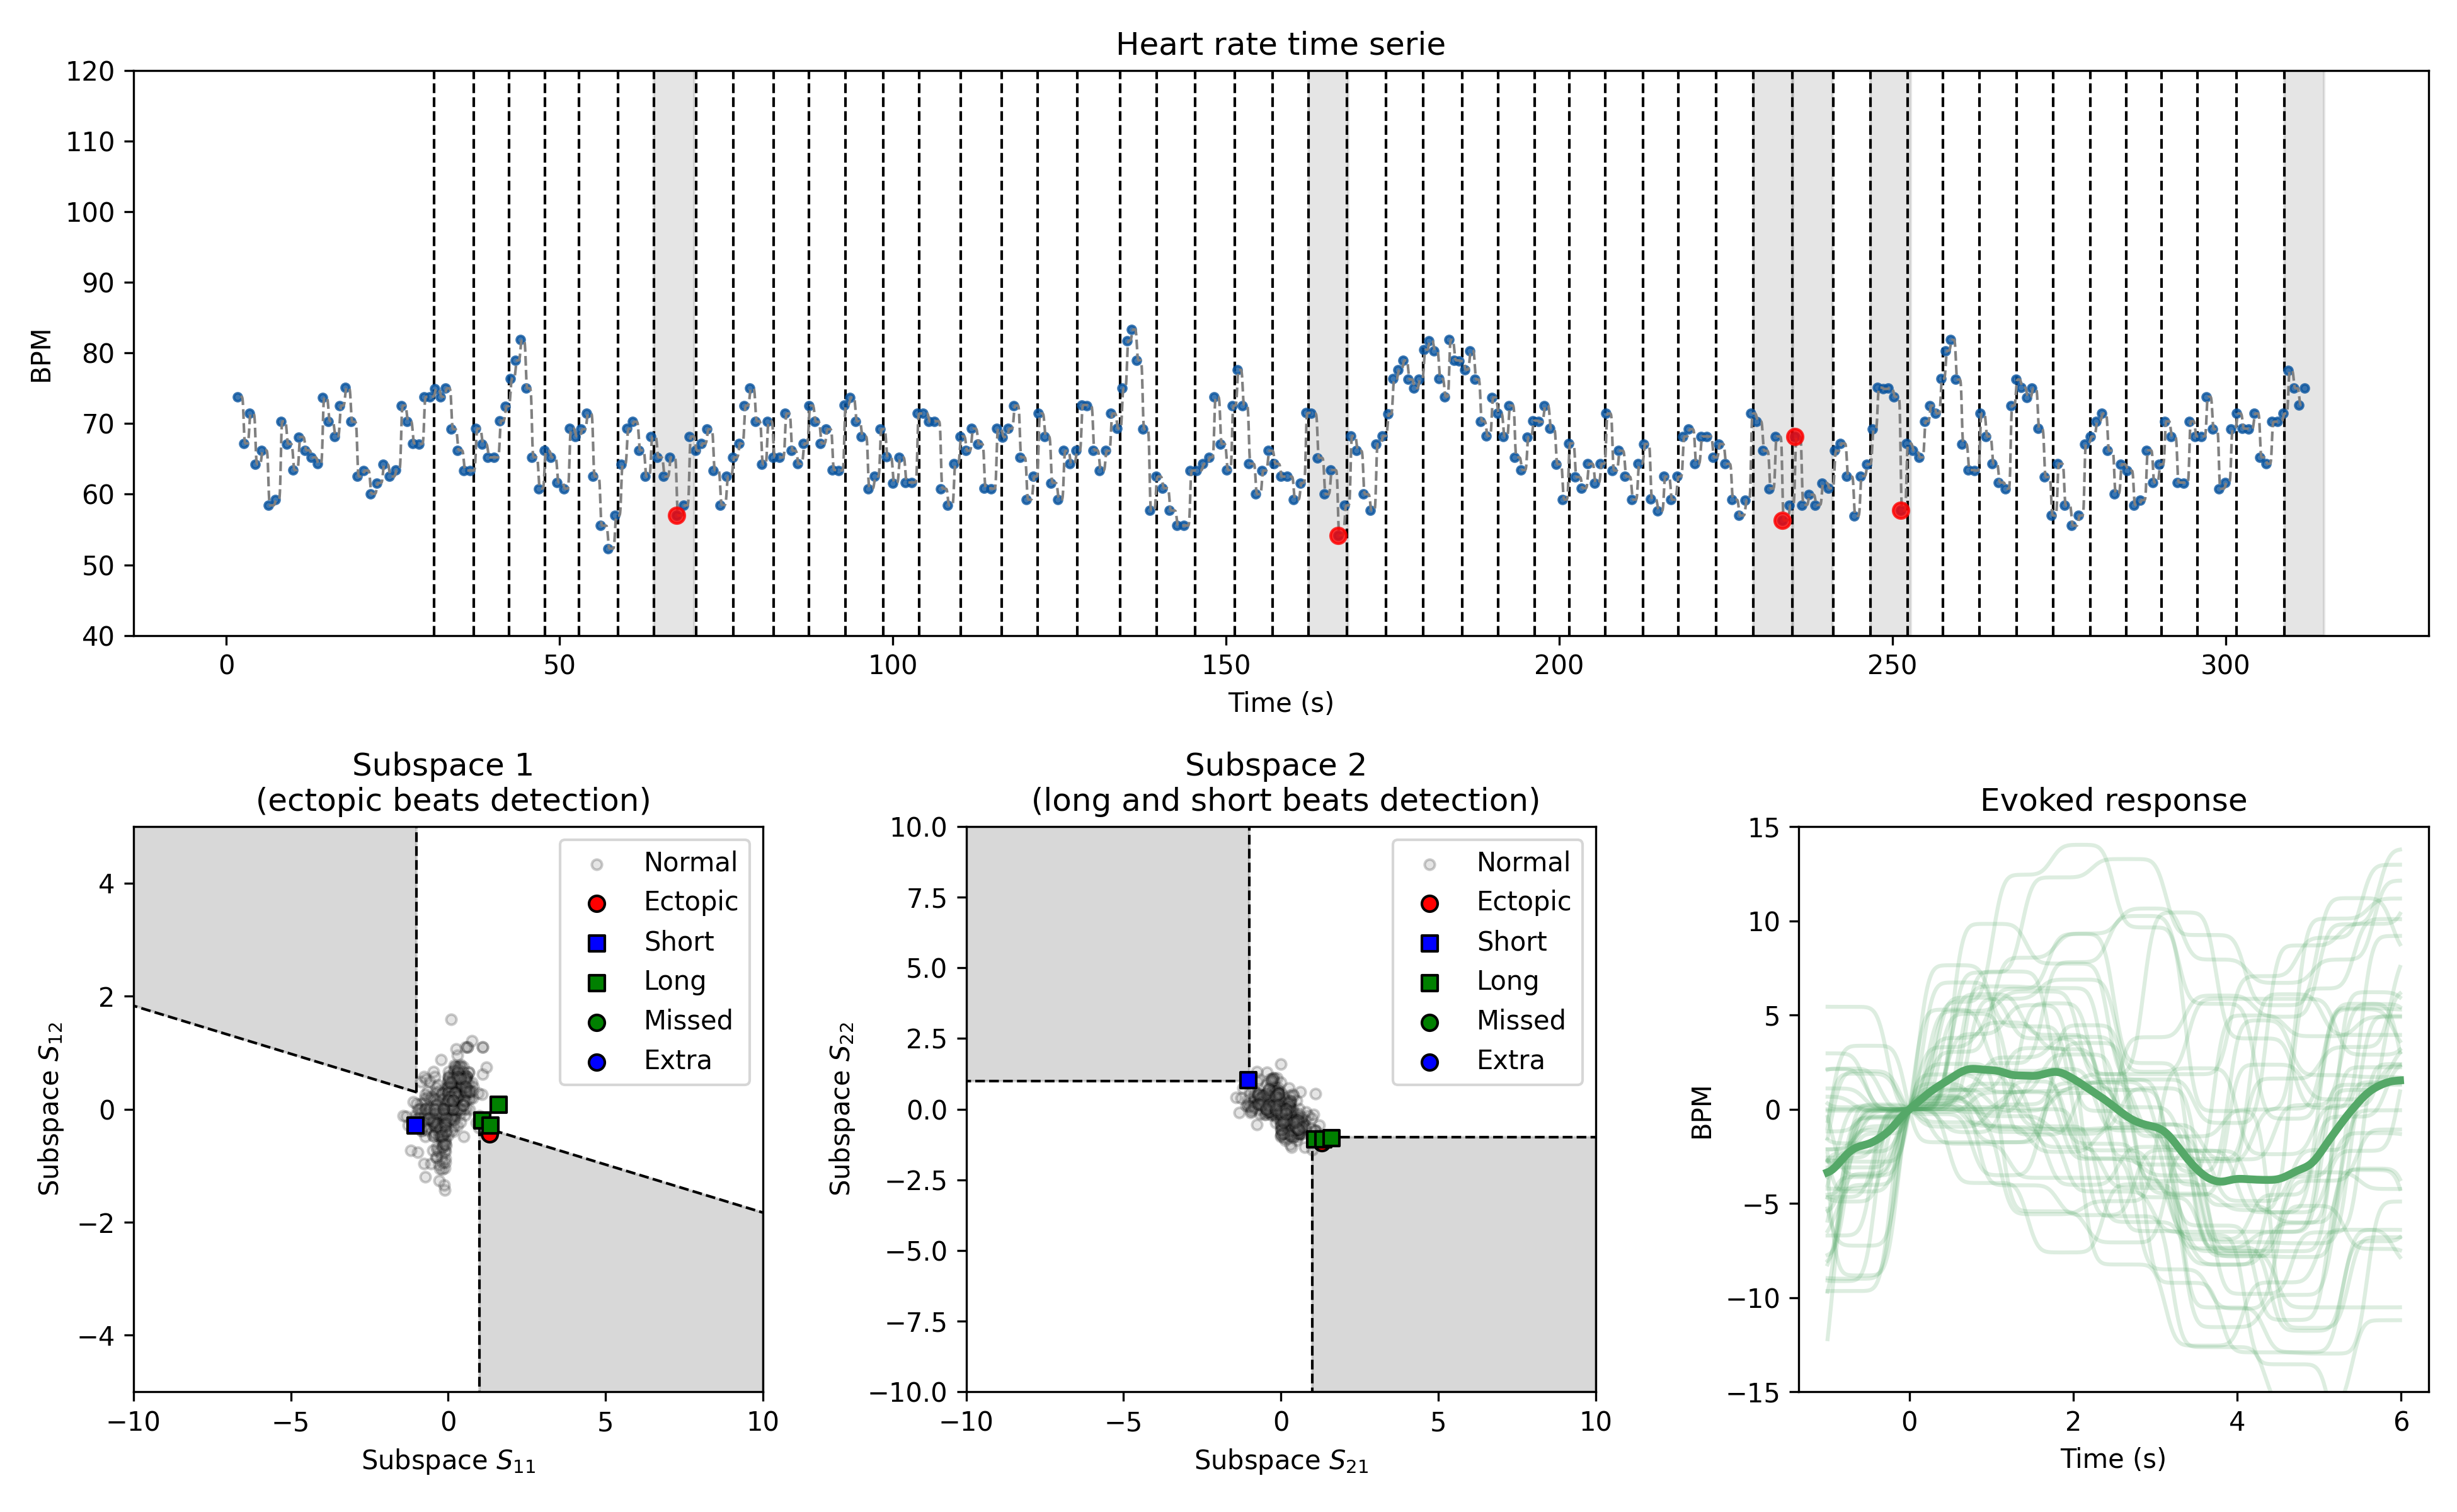 Heart rate time serie
120
110
100
90
80
70
60
50
40
BPM
0 50 100 150 200 250 300
Time (s)
Subspace 1
(ectopic beats detection)
4
2
0
−2
−4
Subspace S₁₂
Normal
Ectopic
Short
Long
Missed
Extra
−10 −5 0 5 10
Subspace S₁₁
Subspace 2
(long and short beats detection)
10.0
7.5
5.0
2.5
0.0
−2.5
−5.0
−7.5
−10.0
Subspace S₂₂
Normal
Ectopic
Short
Long
Missed
Extra
−10 −5 0 5 10
Subspace S₂₁
Evoked response
15
10
5
0
−5
−10
−15
BPM
0 2 4 6
Time (s)